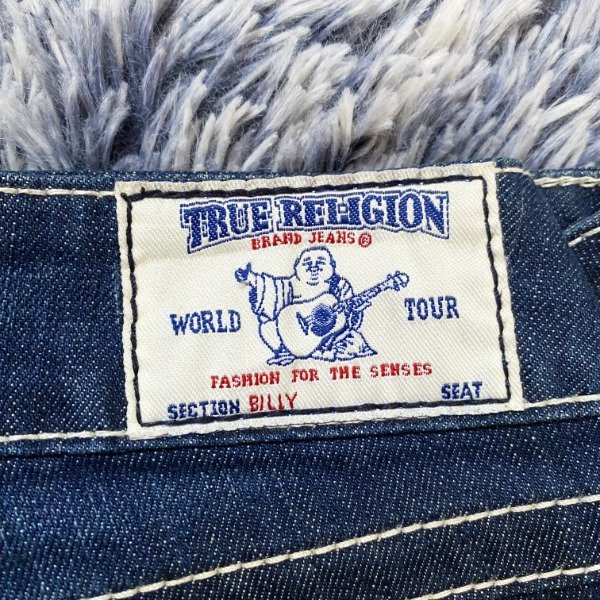 TRUE RELIGION
BRAND JEANS®
WORLD TOUR
FASHION FOR THE SENSES
SECTION BILLY SEAT